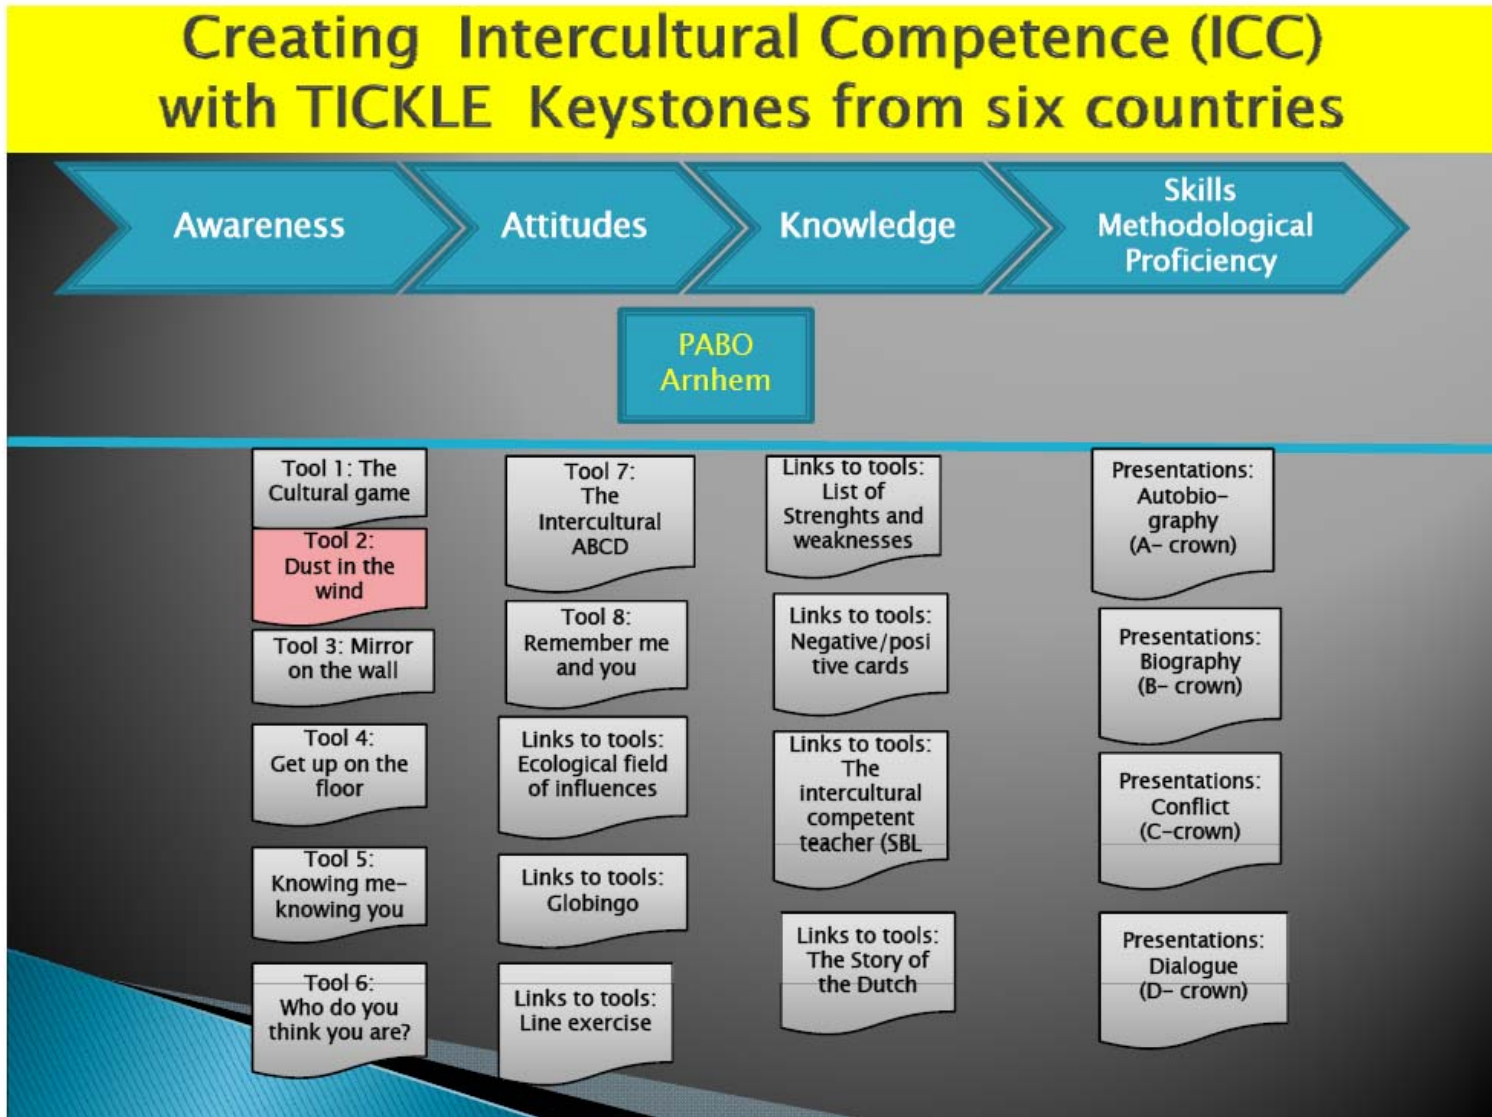 Creating Intercultural Competence (ICC)
with TICKLE Keystones from six countries
Awareness
Attitudes
Knowledge
Skills
Methodological
Proficiency
PABO
Arnhem
Tool 1: The
Cultural game
Tool 2:
Dust in the
wind
Tool 3: Mirror
on the wall
Tool 4:
Get up on the
floor
Tool 5:
Knowing me-
knowing you
Tool 6:
Who do you
think you are?
Tool 7:
The
Intercultural
ABCD
Tool 8:
Remember me
and you
Links to tools:
Ecological field
of influences
Links to tools:
Globingo
Links to tools:
Line exercise
Links to tools:
List of
Strenghts and
weaknesses
Links to tools:
Negative/posi
tive cards
Links to tools:
The
intercultural
competent
teacher (SBL
Links to tools:
The Story of
the Dutch
Presentations:
Autobio-
graphy
(A- crown)
Presentations:
Biography
(B- crown)
Presentations:
Conflict
(C-crown)
Presentations:
Dialogue
(D- crown)